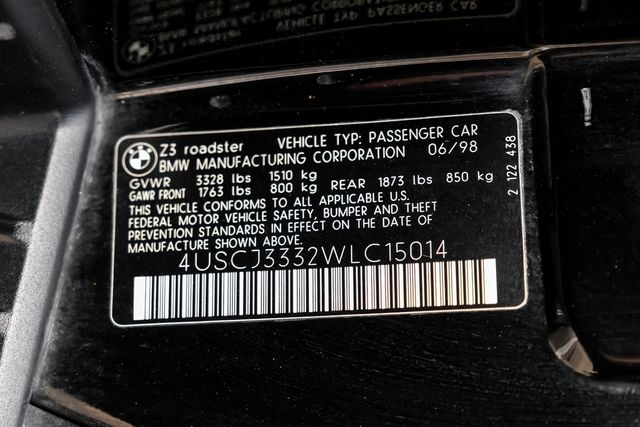 Z3 roadster VEHICLE TYP: PASSENGER CAR
BMW MANUFACTURING CORPORATION 06/98
GVWR 3328 lbs 1510 kg
GAWR FRONT 1763 lbs 800 kg REAR 1873 lbs 850 kg
THIS VEHICLE CONFORMS TO ALL APPLICABLE U.S.
FEDERAL MOTOR VEHICLE SAFETY, BUMPER AND THEFT
PREVENTION STANDARDS IN EFFECT ON THE DATE OF
MANUFACTURE SHOWN ABOVE.
4USCJ3332WLC15014
2 122 438